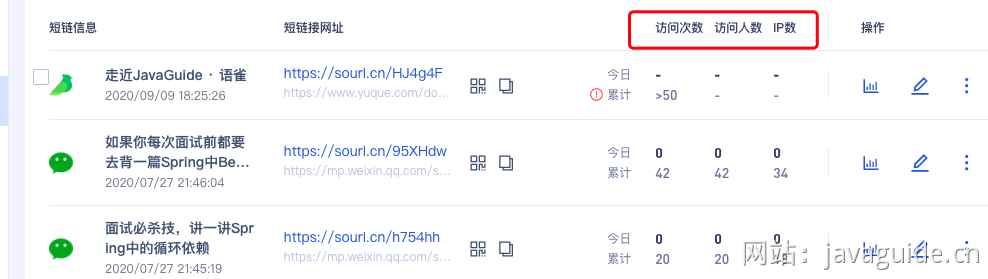 短链信息 短链接网址 访问次数 访问人数 IP数 操作
走近JavaGuide · 语雀
2020/09/09 18:25:26
https://sourl.cn/HJ4g4F
https://www.yuque.com/do...
今日 - - -
累计 >50 - -
如果你每次面试前都要
去背一篇Spring中Be...
2020/07/27 21:46:04
https://sourl.cn/95XHdw
https://mp.weixin.qq.com/s...
今日 0 0 0
累计 42 42 34
面试必杀技，讲一讲Spr
ing中的循环依赖
2020/07/27 21:45:19
https://sourl.cn/h754hh
https://mp.weixin.qq.com/s...
今日 0 0 0
累计 20 20
网站：javaguide.cn